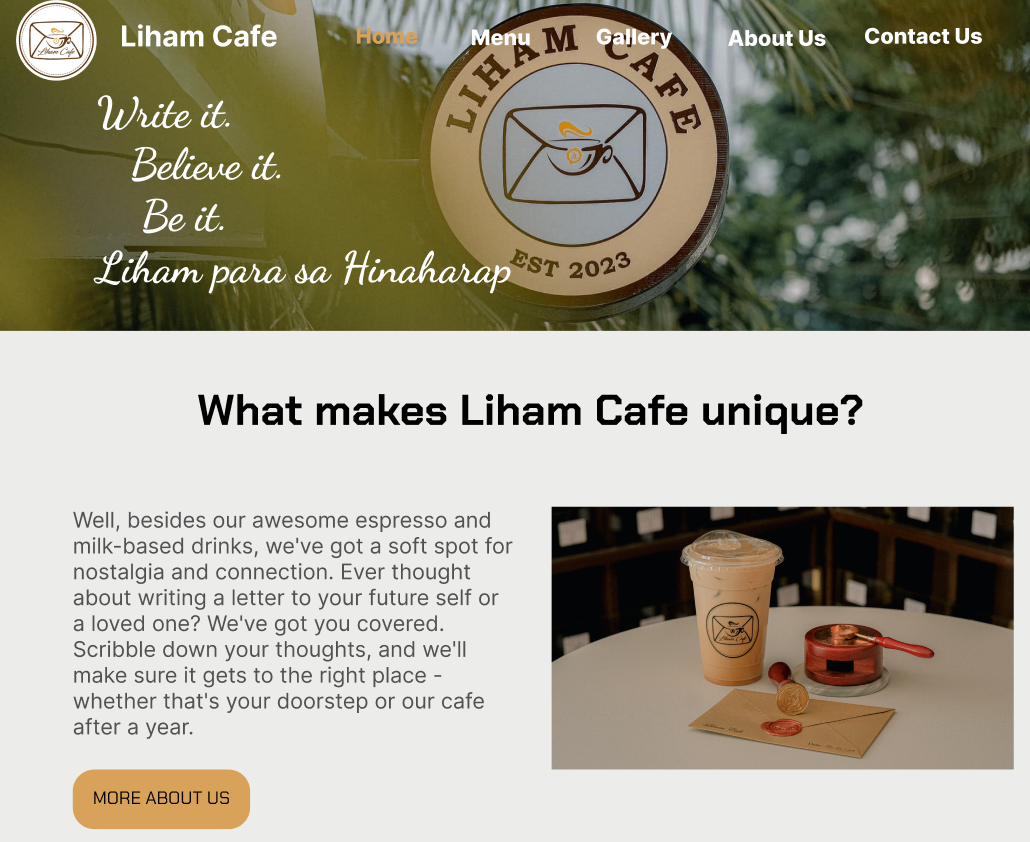 Liham Cafe
Liham Cafe
Home
Menu
Gallery
About Us
Contact Us
LIHAM CAFE
EST 2023
Write it.
Believe it.
Be it.
Liham para sa Hinaharap
What makes Liham Cafe unique?
Well, besides our awesome espresso and
milk-based drinks, we've got a soft spot for
nostalgia and connection. Ever thought
about writing a letter to your future self or
a loved one? We've got you covered.
Scribble down your thoughts, and we'll
make sure it gets to the right place -
whether that's your doorstep or our cafe
after a year.
Liham Cafe
MORE ABOUT US